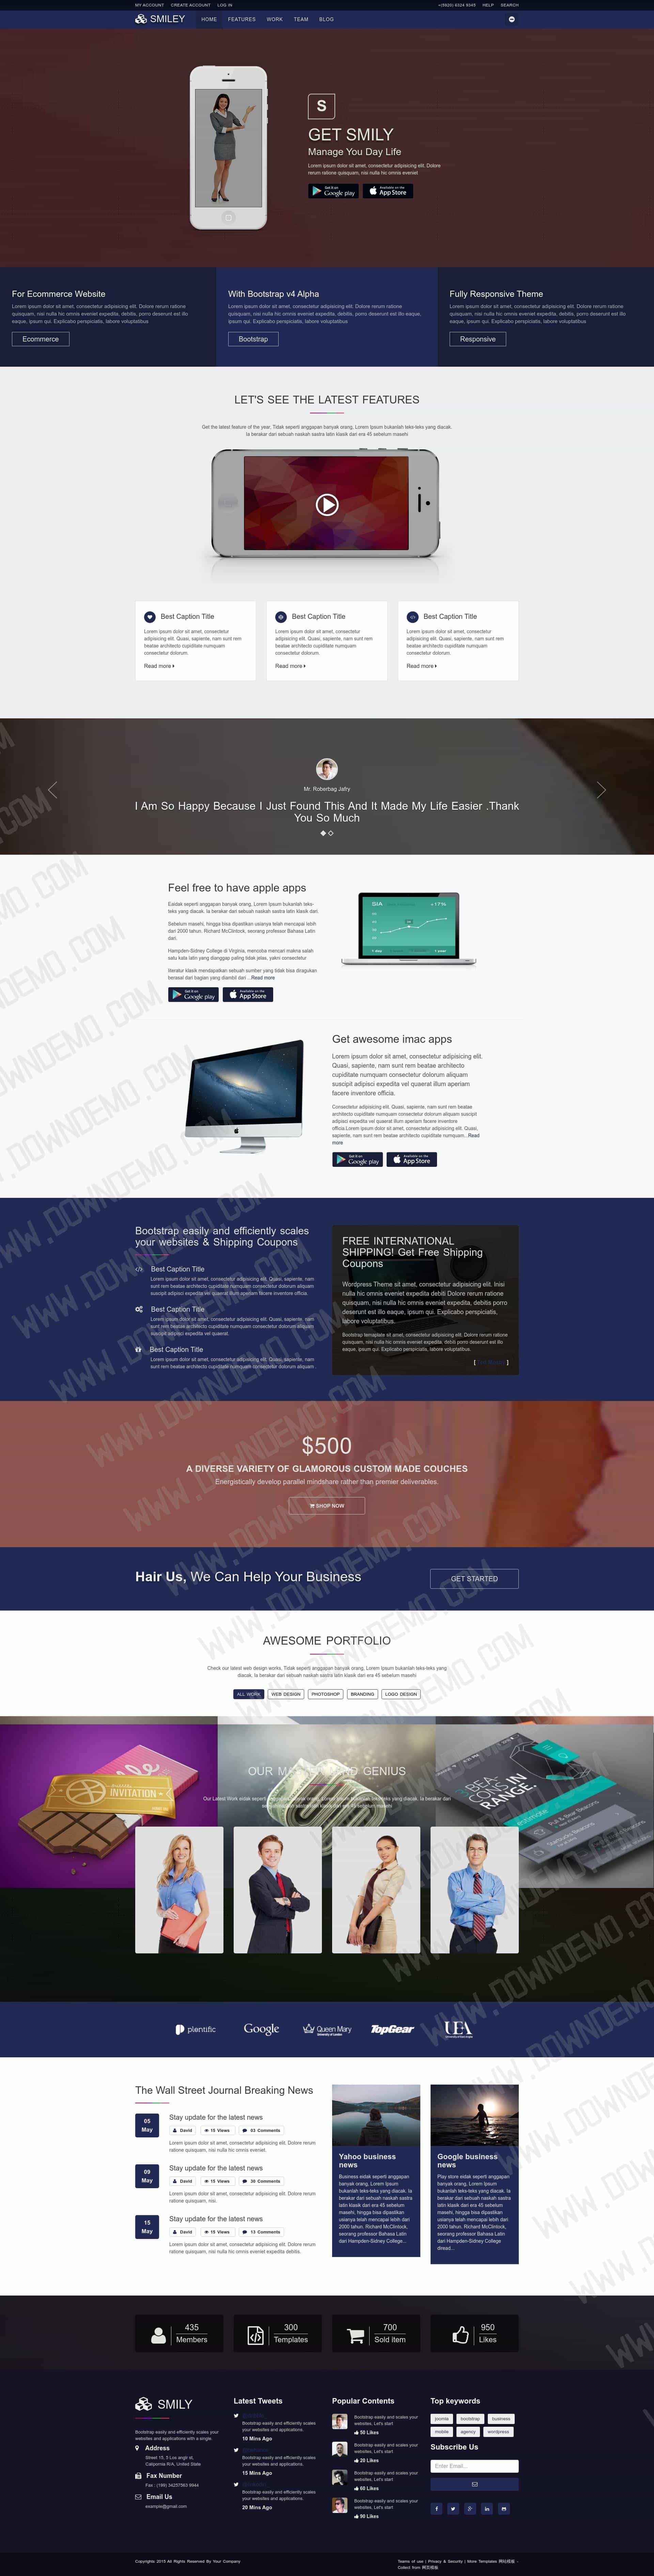 MY ACCOUNT CREATE ACCOUNT LOG IN
+(5620) 6324 8345 HELP SEARCH
SMILEY
HOME FEATURES WORK TEAM BLOG
S
GET SMILY
Manage You Day Life
Lorem ipsum dolor sit amet, consectetur adipisicing elit. Dolore
rerum ratione quisquam, nisi nulla hic omnis eveniet
Get it on Google play
Available on the App Store
For Ecommerce Website
Lorem ipsum dolor sit amet, consectetur adipisicing elit. Dolore rerum ratione
quisquam, nisi nulla hic omnis eveniet expedita, debitis, porro deserunt est illo
eaque, ipsum qui. Explicabo perspiciatis, labore voluptatibus
Ecommerce
With Bootstrap v4 Alpha
Lorem ipsum dolor sit amet, consectetur adipisicing elit. Dolore rerum ratione
quisquam, nisi nulla hic omnis eveniet expedita, debitis, porro deserunt est illo eaque,
ipsum qui. Explicabo perspiciatis, labore voluptatibus
Bootstrap
Fully Responsive Theme
Lorem ipsum dolor sit amet, consectetur adipisicing elit. Dolore rerum ratione
quisquam, nisi nulla hic omnis eveniet expedita, debitis, porro deserunt est illo
eaque, ipsum qui. Explicabo perspiciatis, labore voluptatibus
Responsive
LET'S SEE THE LATEST FEATURES
Get the latest feature of the year, Tidak seperti anggapan banyak orang, Lorem Ipsum bukanlah teks-teks yang diacak.
Ia berakar dari sebuah naskah sastra latin klasik dari era 45 sebelum masehi
Best Caption Title
Lorem ipsum dolor sit amet, consectetur
adipisicing elit. Quasi, sapiente, nam sunt rem
beatae architecto cupiditate numquam
consectetur dolorum.
Read more
Best Caption Title
Lorem ipsum dolor sit amet, consectetur
adipisicing elit. Quasi, sapiente, nam sunt rem
beatae architecto cupiditate numquam
consectetur dolorum.
Read more
Best Caption Title
Lorem ipsum dolor sit amet, consectetur
adipisicing elit. Quasi, sapiente, nam sunt rem
beatae architecto cupiditate numquam
consectetur dolorum.
Read more
Mr. Roberbag Jafry
I Am So Happy Because I Just Found This And It Made My Life Easier .Thank
You So Much
Feel free to have apple apps
Esidak seperti anggapan banyak orang, Lorem Ipsum bukanlah teks-
teks yang diacak. Ia berakar dari sebuah naskah sastra latin klasik dari.
Sebelum masehi, hingga bisa dipastikan usianya telah mencapai lebih
dari 2000 tahun. Richard McClintock, seorang professor Bahasa Latin
dari.
Hampden-Sidney College di Virginia, mencoba mencari makna salah
satu kata latin yang dianggap paling tidak jelas, yakni consectetur
Iberatur klasik mendapatkan sebuah sumber yang tidak bisa diragukan
berasal dari bagian yang diambil dari ...Read more
Get it on Google play
Available on the App Store
SIA +17%
Get awesome imac apps
Lorem ipsum dolor sit amet, consectetur adipisicing elit.
Quasi, sapiente, nam sunt rem beatae architecto
cupiditate numquam consectetur dolorum aliquam
suscipit adipisci expedita vel quaerat illum aperiam
facere inventore officia.
Consectetur adipisicing elit. Quasi, sapiente, nam sunt rem beatae
architecto cupiditate numquam consectetur dolorum aliquam suscipit
adipisci expedita vel quaerat illum aperiam facere inventore
officia.Lorem ipsum dolor sit amet, consectetur adipisicing elit. Quasi,
sapiente, nam sunt rem beatae architecto cupiditate numquam...Read
more
Get it on Google play
Available on the App Store
Bootstrap easily and efficiently scales
your websites & Shipping Coupons
Best Caption Title
Lorem ipsum dolor sit amet, consectetur adipisicing elit. Quasi, sapiente, nam
sunt rem beatae architecto cupiditate numquam consectetur dolorum aliquam
suscipit adipisci expedita vel quaerat illum aperiam facere inventore officia.
Best Caption Title
Lorem ipsum dolor sit amet, consectetur adipisicing elit. Quasi, sapiente, nam
sunt rem beatae architecto cupiditate numquam consectetur dolorum aliquam
suscipit adipisci expedita vel quaerat.
Best Caption Title
Lorem ipsum dolor sit amet, consectetur adipisicing elit. Quasi, sapiente, nam
sunt rem beatae architecto cupiditate numquam consectetur dolorum aliquam .
FREE INTERNATIONAL
SHIPPING! Get Free Shipping
Coupons
Wordpress Theme sit amet, consectetur adipisicing elit. Inisi
nulla hic omnis eveniet expedita debiti Dolore rerum ratione
quisquam, nisi nulla hic omnis eveniet expedita, debitis, porro
deserunt est illo eaque, ipsum qui. Explicabo perspiciatis,
labore voluptatibus.
Bootstrap templats sit amet, consectetur adipisicing elit. Dolore rerum ratione
quisquam, nisi nulla hic omnis eveniet expedita, debitis, porro deserunt est illo
eaque, ipsum qui. Explicabo perspiciatis, labore voluptatibus.
$500
A DIVERSE VARIETY OF GLAMOROUS CUSTOM MADE COUCHES
Energistically develop parallel mindshare rather than premier deliverables.
SHOP NOW
Hair Us, We Can Help Your Business
GET STARTED
AWESOME PORTFOLIO
Check our latest web design works, Tidak seperti anggapan banyak orang, Lorem Ipsum bukanlah teks-teks yang
diacak. Ia berakar dari sebuah naskah sastra latin klasik dari era 45 sebelum masehi
ALL WORK WEB DESIGN PHOTOSHOP BRANDING LOGO DESIGN
INVITATION
BEA-
CONS IN
RANGE.
plentific Google Queen Mary TopGear UEA
The Wall Street Journal Breaking News
05 May
Stay update for the latest news
David 15 Views 03 Comments
Lorem ipsum dolor sit amet, consectetur adipisicing elit. Dolore rerum
ratione quisquam, nisi nulla hic omnis eveniet.
09 May
Stay update for the latest news
David 15 Views 30 Comments
Lorem ipsum dolor sit amet, consectetur adipisicing elit. Dolore rerum
ratione quisquam, nisi.
15 May
Stay update for the latest news
David 15 Views 13 Comments
Lorem ipsum dolor sit amet, consectetur adipisicing elit. Dolore rerum
ratione quisquam, nisi nulla hic omnis eveniet expedita debitis.
Yahoo business
news
Business eidak seperti anggapan
banyak orang, Lorem Ipsum
bukanlah teks-teks yang diacak. Ia
berakar dari sebuah naskah sastra
latin klasik dari era 45 sebelum
masehi, hingga bisa dipastikan
usianya telah mencapai lebih dari
2000 tahun. Richard McClintock,
seorang professor Bahasa Latin
dari Hampden-Sidney College...
Google business
news
Play store eidak seperti anggapan
banyak orang, Lorem Ipsum
bukanlah teks-teks yang diacak. Ia
berakar dari sebuah naskah sastra
latin klasik dari era 45 sebelum
masehi, hingga bisa dipastikan
usianya telah mencapai lebih dari
2000 tahun. Richard McClintock,
seorang professor Bahasa Latin
dari Hampden-Sidney College
diread...
435 Members
300 Templates
700 Sold item
950 Likes
SMILY
Bootstrap easily and efficiently scales your
websites and applications with a single.
Address
Street 15, 5 Los angl st,
Calipornia R/A, United State
Fax Number
Fax : (199) 34257563 9944
Email Us
example@gmail.com
Latest Tweets
Bootstrap easily and efficiently scales
your websites and applications.
10 Mins Ago
Bootstrap easily and efficiently scales
your websites and applications.
15 Mins Ago
Bootstrap easily and efficiently scales
your websites and applications.
20 Mins Ago
Popular Contents
Bootstrap easily and scales your
websites, Let's start
50 Likes
Bootstrap easily and scales your
websites, Let's start
20 Likes
Bootstrap easily and scales your
websites, Let's start
60 Likes
Bootstrap easily and scales your
websites, Let's start
90 Likes
Top keywords
joomla bootstrap business
mobile agency wordpress
Subscribe Us
Enter Email...
Copyrights 2015 All Rights Reserved By Your Company
Teams of use | Privacy & Security | More Templates 网站模板 -
Collect from 网页模板
WWW.DOWNDEMO.COM